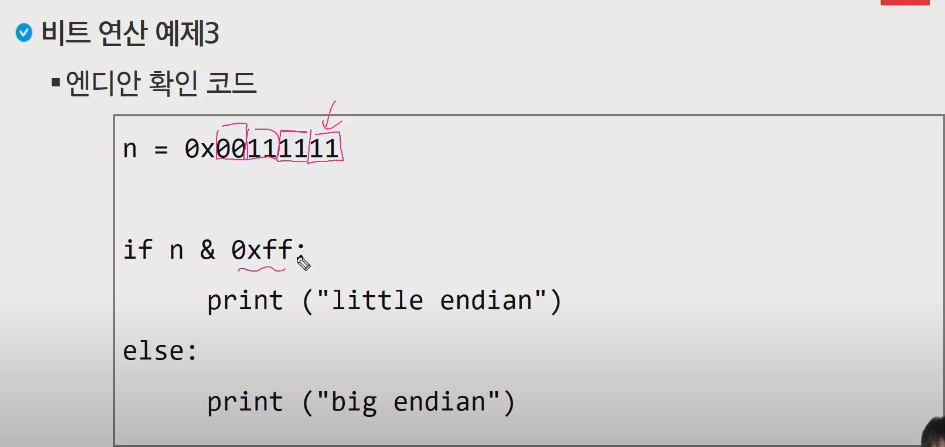 비트 연산 예제3
엔디안 확인 코드
n = 0x00111111
if n & 0xff:
print ("little endian")
else:
print ("big endian")